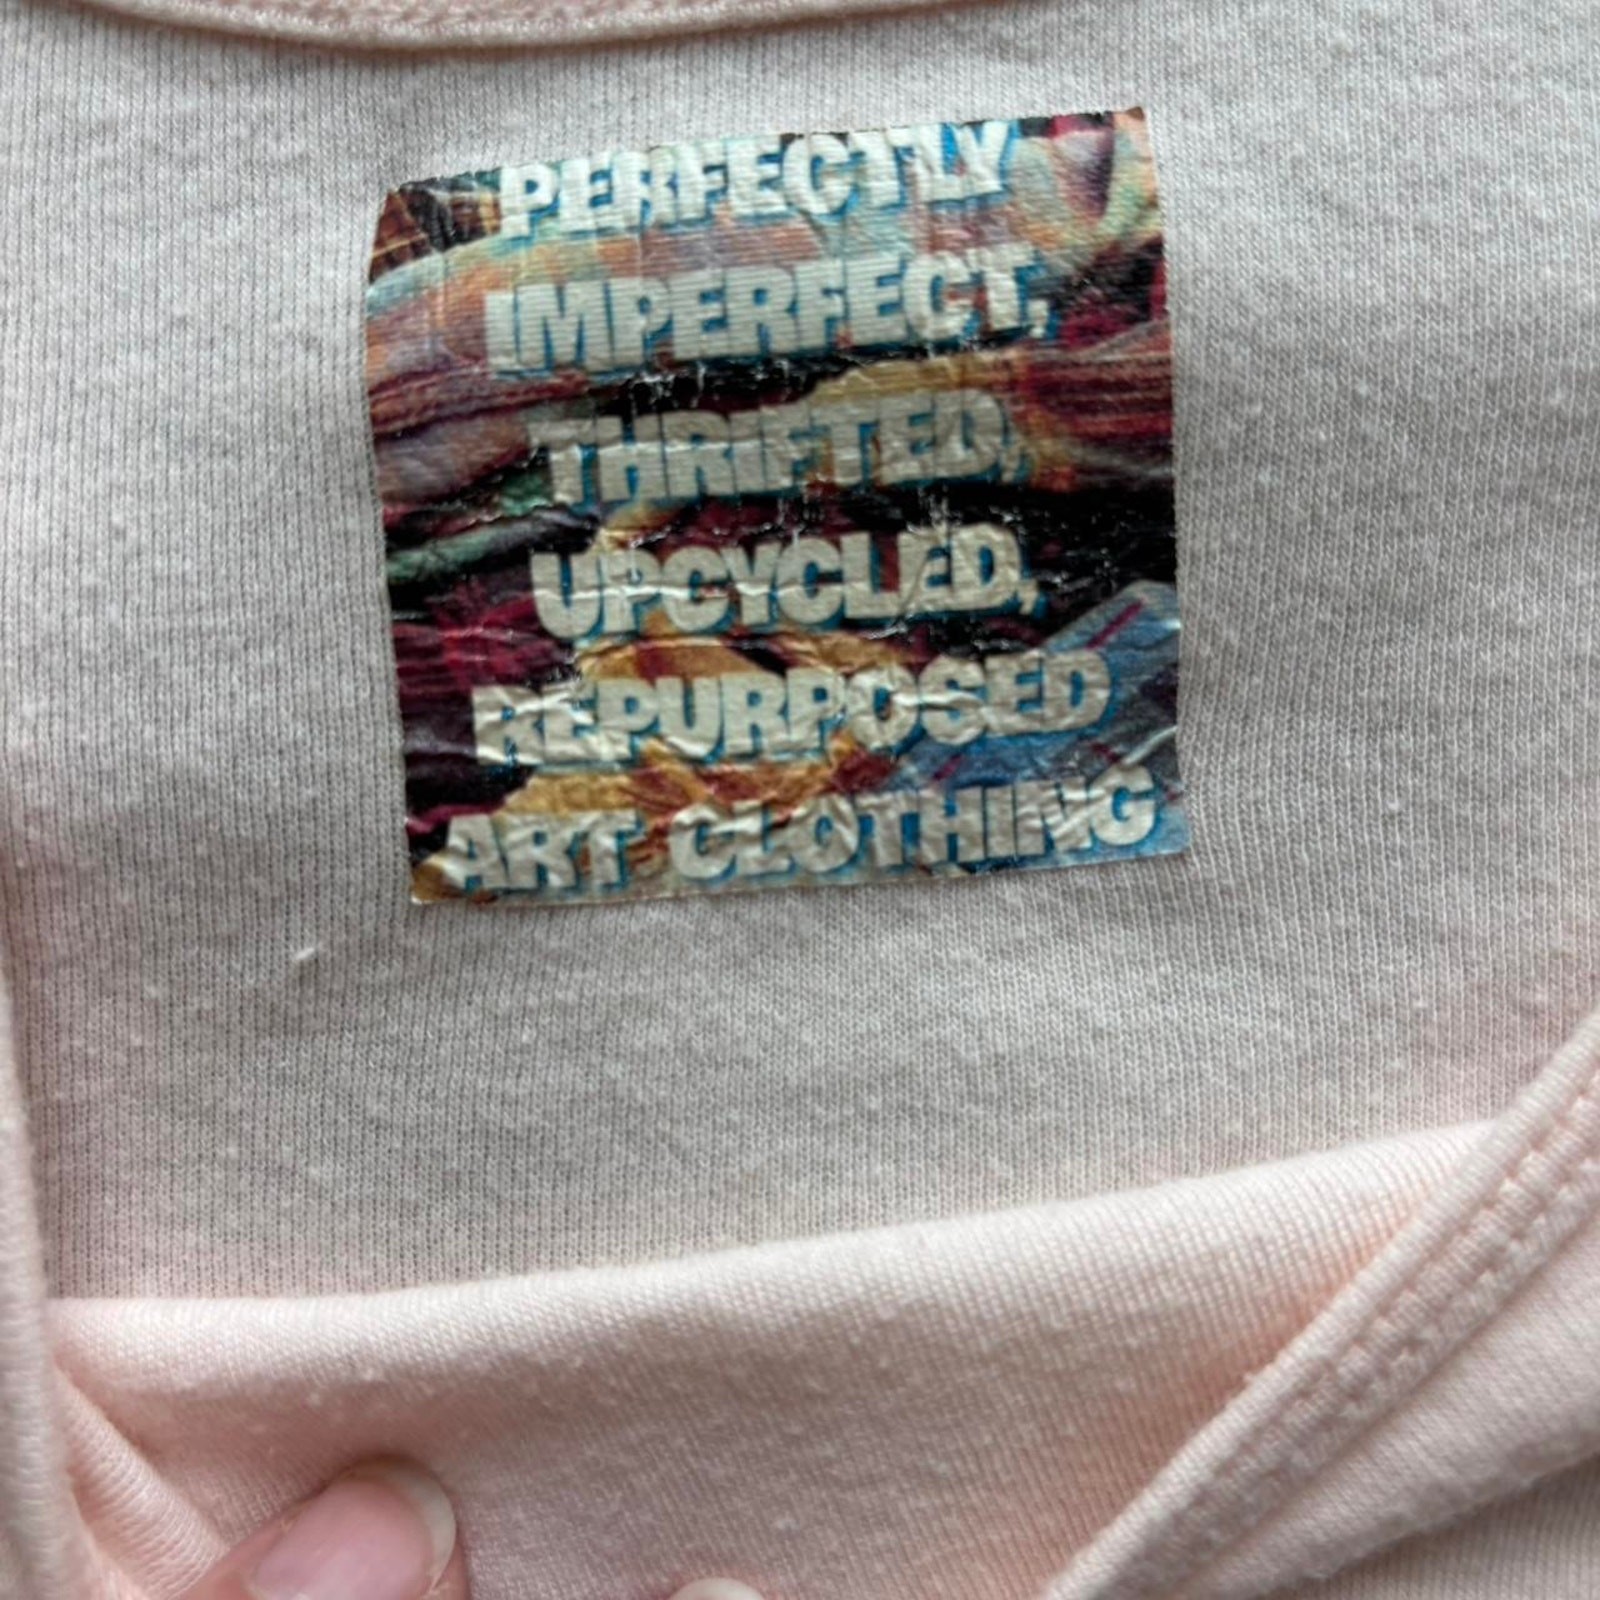 PERFECTLY
IMPERFECT,
THRIFTED,
UPCYCLED,
REPURPOSED
ART CLOTHING